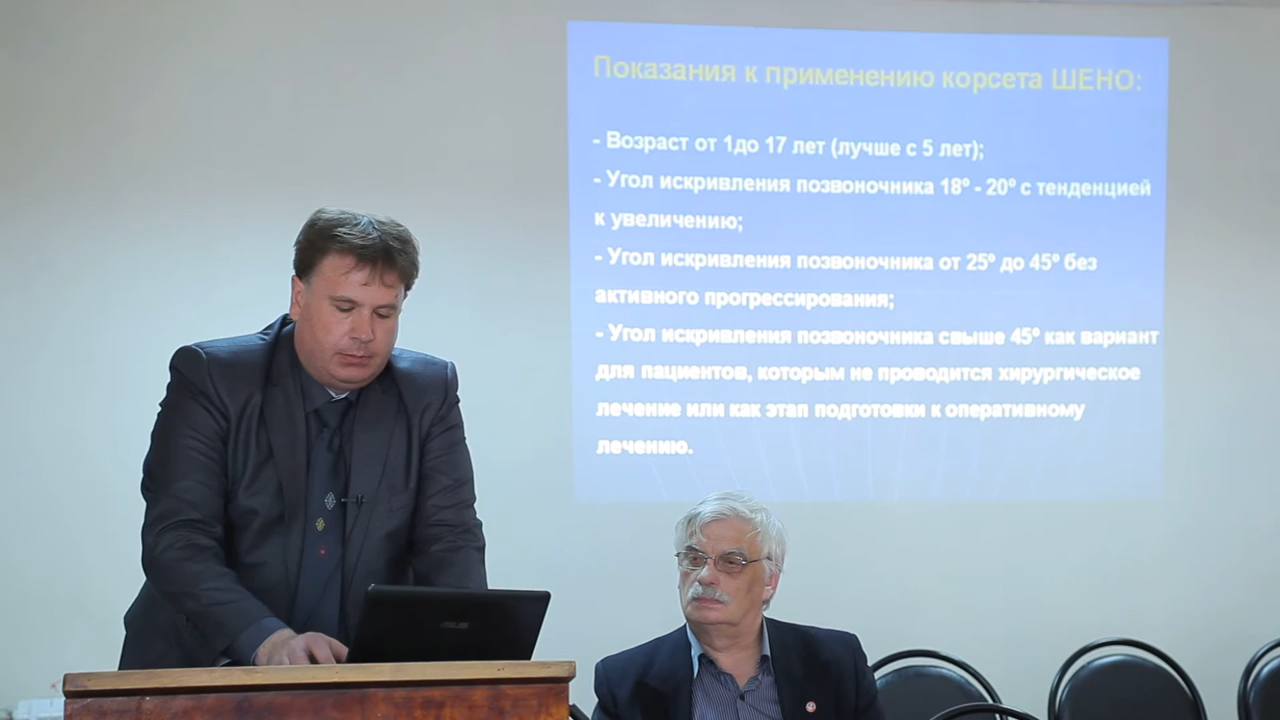 Показания к применению корсета ШЕНО:
- Возраст от 1до 17 лет (лучше с 5 лет);
- Угол искривления позвоночника 18º - 20º с тенденцией
к увеличению;
- Угол искривления позвоночника от 25º до 45º без
активного прогрессирования;
- Угол искривления позвоночника свыше 45º как вариант
для пациентов, которым не проводится хирургическое
лечение или как этап подготовки к оперативному
лечению.
ASUS